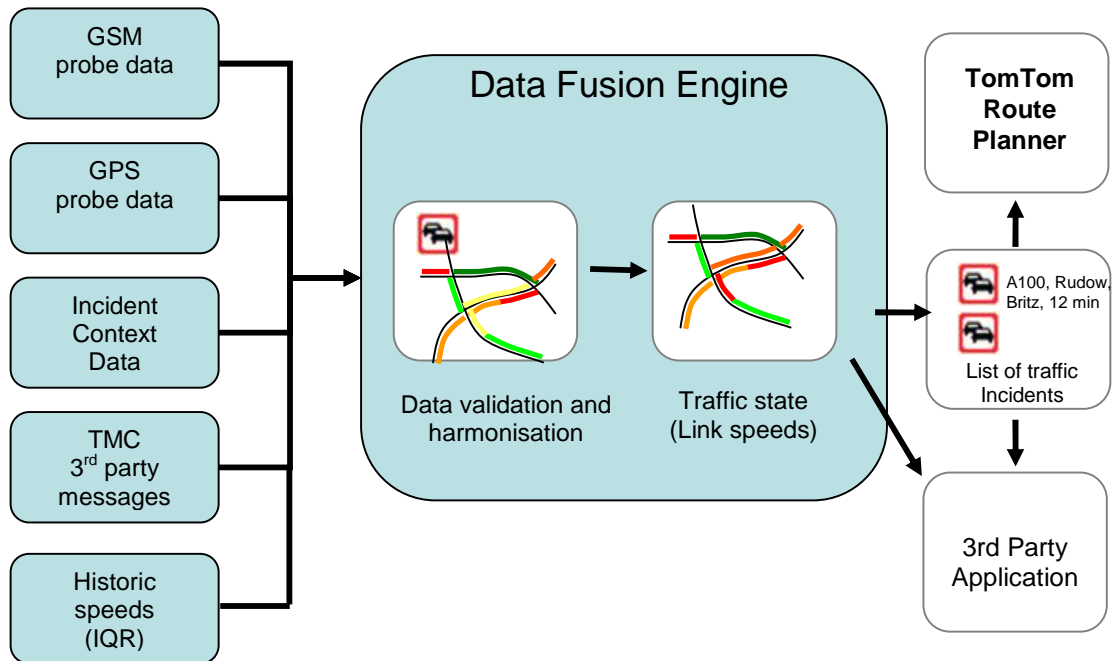 GSM
probe data
GPS
probe data
Incident
Context
Data
TMC
3rd party
messages
Historic
speeds
(IQR)
Data Fusion Engine
Data validation and
harmonisation
Traffic state
(Link speeds)
TomTom
Route
Planner
A100, Rudow,
Britz, 12 min
List of traffic
Incidents
3rd Party
Application